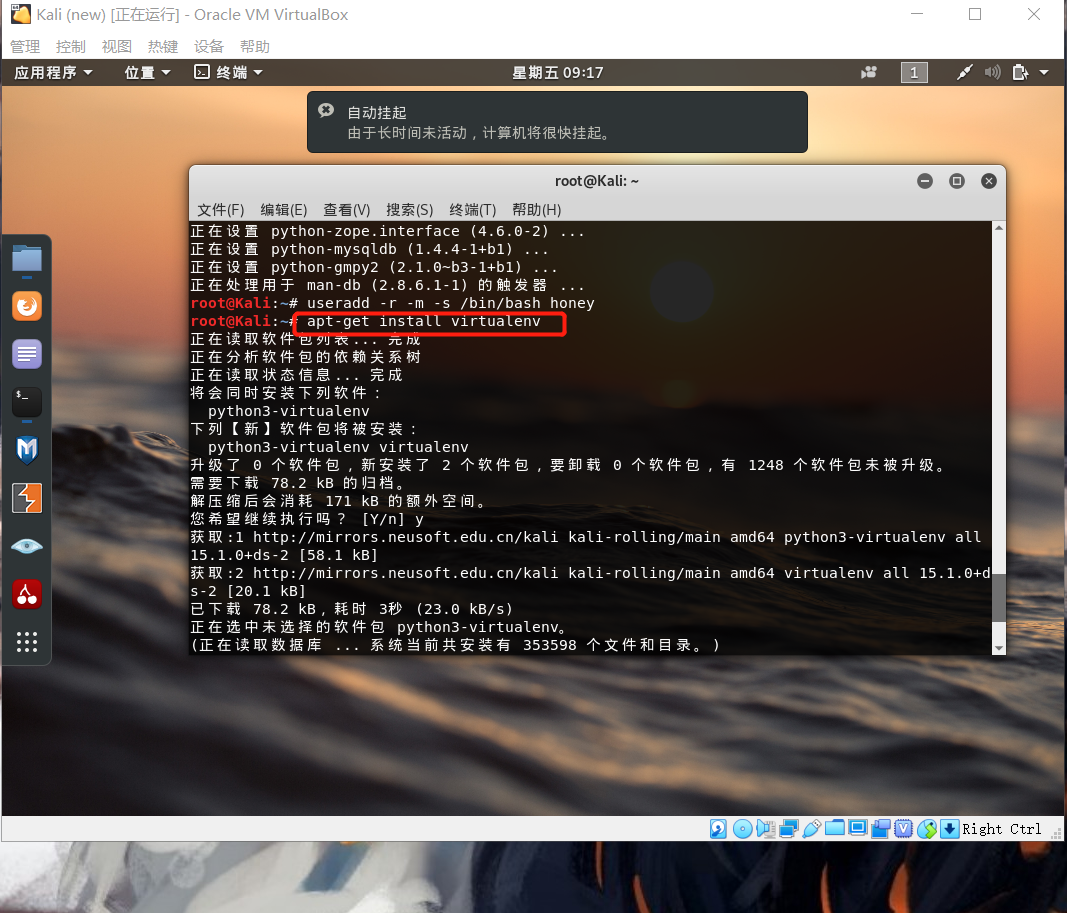 Kali (new) [正在运行] - Oracle VM VirtualBox
管理 控制 视图 热键 设备 帮助
应用程序 位置 终端 星期五 09:17 1
自动挂起
由于长时间未活动，计算机将很快挂起。
root@Kali: ~
文件(F) 编辑(E) 查看(V) 搜索(S) 终端(T) 帮助(H)
正在设置 python-zope.interface (4.6.0-2) ...
正在设置 python-mysqldb (1.4.4-1+b1) ...
正在设置 python-gmpy2 (2.1.0~b3-1+b1) ...
正在处理用于 man-db (2.8.6.1-1) 的触发器 ...
root@Kali:~# useradd -r -m -s /bin/bash honey
root@Kali:~# apt-get install virtualenv
正在读取软件包列表... 完成
正在分析软件包的依赖关系树
正在读取状态信息... 完成
将会同时安装下列软件：
python3-virtualenv
下列【新】软件包将被安装：
python3-virtualenv virtualenv
升级了 0 个软件包，新安装了 2 个软件包，要卸载 0 个软件包，有 1248 个软件包未被升级。
需要下载 78.2 kB 的归档。
解压缩后会消耗 171 kB 的额外空间。
您希望继续执行吗？ [Y/n] y
获取:1 http://mirrors.neusoft.edu.cn/kali kali-rolling/main amd64 python3-virtualenv all
15.1.0+ds-2 [58.1 kB]
获取:2 http://mirrors.neusoft.edu.cn/kali kali-rolling/main amd64 virtualenv all 15.1.0+d
s-2 [20.1 kB]
已下载 78.2 kB，耗时 3秒 (23.0 kB/s)
正在选中未选择的软件包 python3-virtualenv。
(正在读取数据库 ... 系统当前共安装有 353598 个文件和目录。)
Right Ctrl